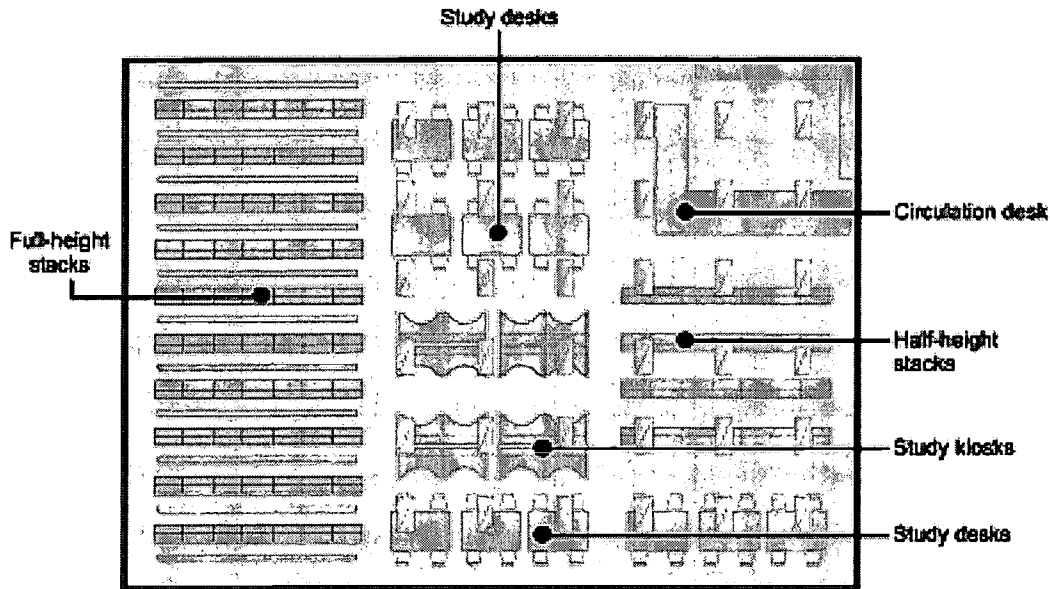 Study desks
Circulation desk
Full-height
stacks
Half-height
stacks
Study kiosks
Study desks